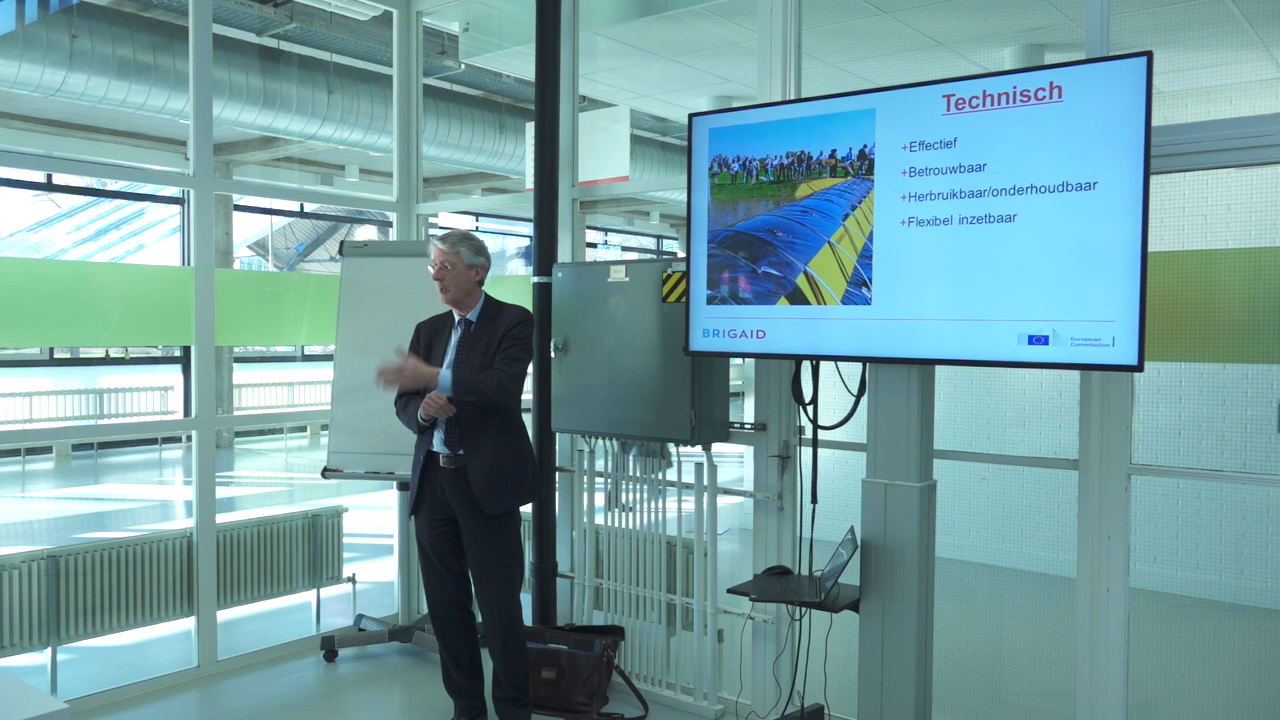 Technisch
+Effectief
+Betrouwbaar
+Herbruikbaar/onderhoudbaar
+Flexibel inzetbaar
BRIGAID
European
Commission